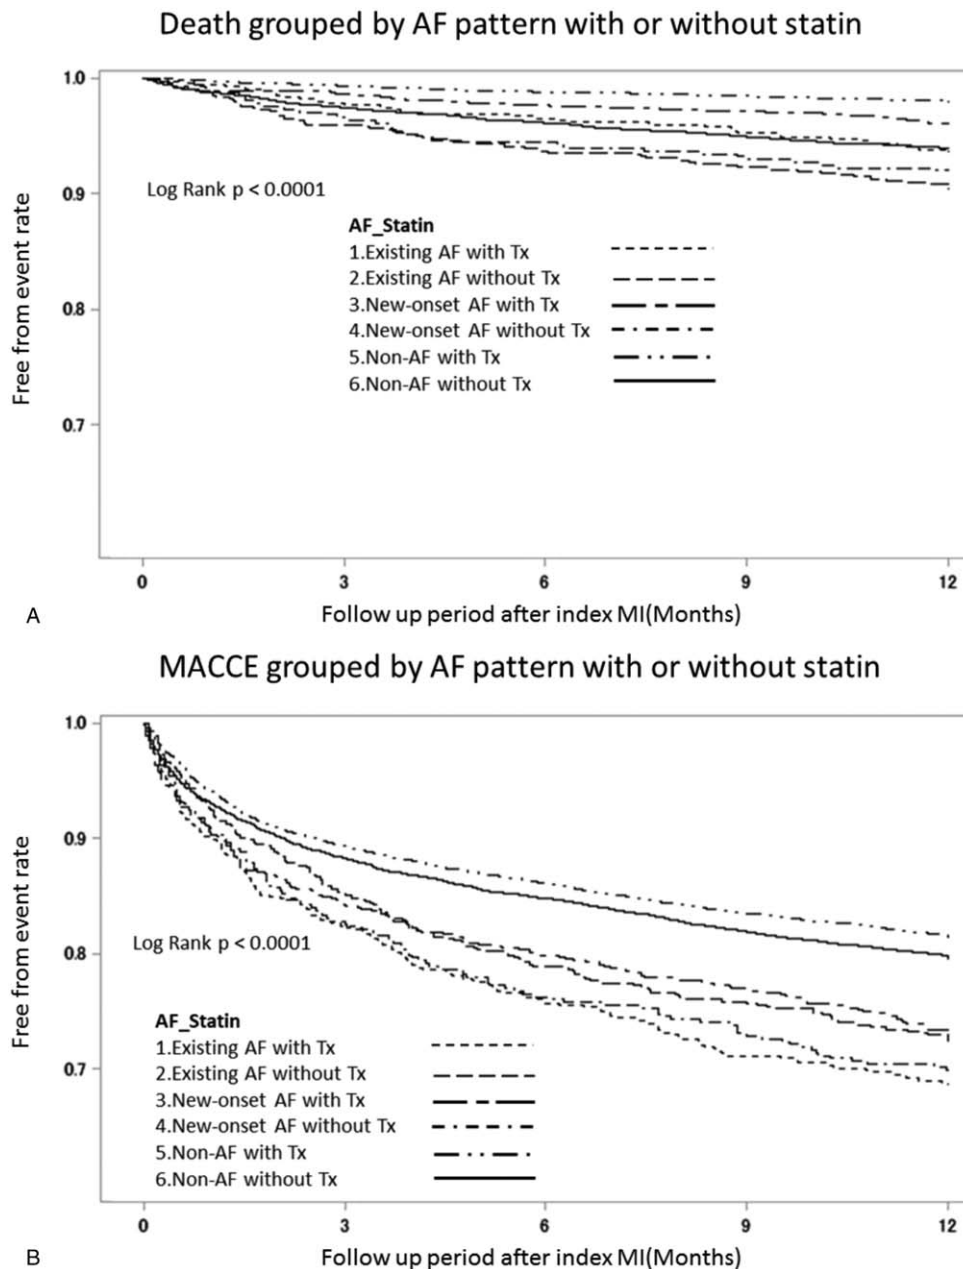 Death grouped by AF pattern with or without statin
1.0
0.9
0.8
0.7
Free from event rate
Log Rank p < 0.0001
AF_Statin
1.Existing AF with Tx
2.Existing AF without Tx
3.New-onset AF with Tx
4.New-onset AF without Tx
5.Non-AF with Tx
6.Non-AF without Tx
0 3 6 9 12
A
Follow up period after index MI(Months)
MACCE grouped by AF pattern with or without statin
1.0
0.9
0.8
0.7
Free from event rate
Log Rank p < 0.0001
AF_Statin
1.Existing AF with Tx
2.Existing AF without Tx
3.New-onset AF with Tx
4.New-onset AF without Tx
5.Non-AF with Tx
6.Non-AF without Tx
0 3 6 9 12
B
Follow up period after index MI(Months)